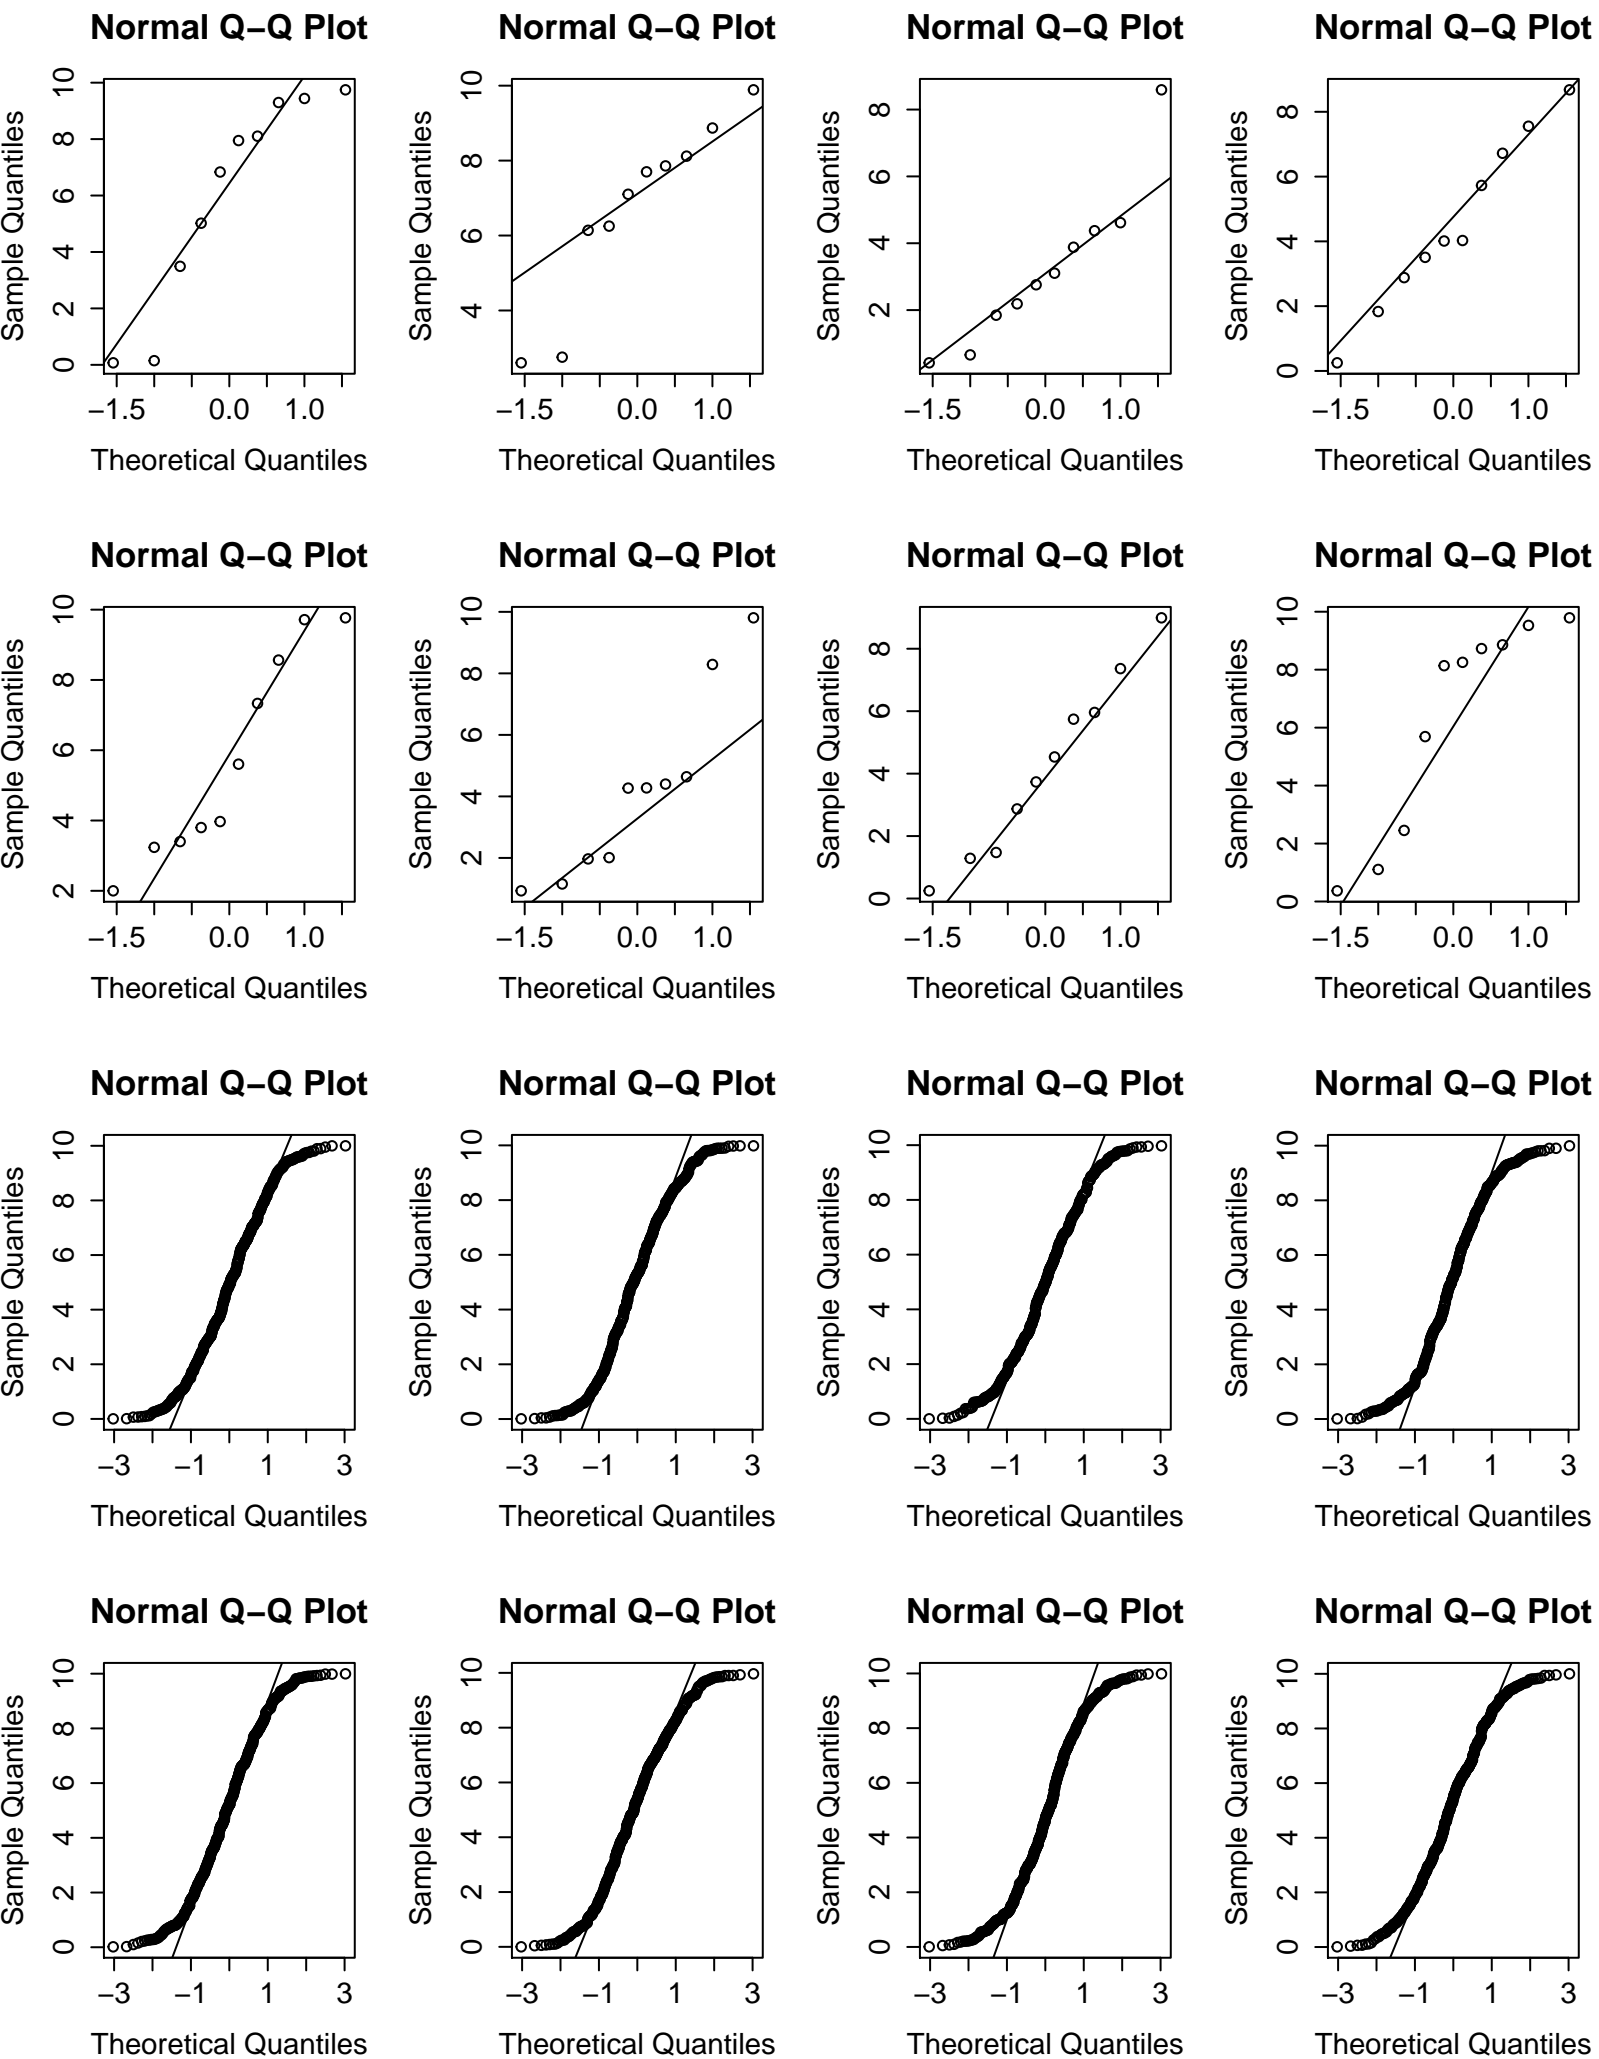 Normal Q–Q Plot
Sample Quantiles
0 2 4 6 8 10
−1.5 0.0 1.0
Theoretical Quantiles
Normal Q–Q Plot
Sample Quantiles
4 6 8 10
−1.5 0.0 1.0
Theoretical Quantiles
Normal Q–Q Plot
Sample Quantiles
2 4 6 8
−1.5 0.0 1.0
Theoretical Quantiles
Normal Q–Q Plot
Sample Quantiles
0 2 4 6 8
−1.5 0.0 1.0
Theoretical Quantiles
Normal Q–Q Plot
Sample Quantiles
2 4 6 8 10
−1.5 0.0 1.0
Theoretical Quantiles
Normal Q–Q Plot
Sample Quantiles
2 4 6 8 10
−1.5 0.0 1.0
Theoretical Quantiles
Normal Q–Q Plot
Sample Quantiles
0 2 4 6 8
−1.5 0.0 1.0
Theoretical Quantiles
Normal Q–Q Plot
Sample Quantiles
0 2 4 6 8 10
−1.5 0.0 1.0
Theoretical Quantiles
Normal Q–Q Plot
Sample Quantiles
0 2 4 6 8 10
−3 −1 1 3
Theoretical Quantiles
Normal Q–Q Plot
Sample Quantiles
0 2 4 6 8 10
−3 −1 1 3
Theoretical Quantiles
Normal Q–Q Plot
Sample Quantiles
0 2 4 6 8 10
−3 −1 1 3
Theoretical Quantiles
Normal Q–Q Plot
Sample Quantiles
0 2 4 6 8 10
−3 −1 1 3
Theoretical Quantiles
Normal Q–Q Plot
Sample Quantiles
0 2 4 6 8 10
−3 −1 1 3
Theoretical Quantiles
Normal Q–Q Plot
Sample Quantiles
0 2 4 6 8 10
−3 −1 1 3
Theoretical Quantiles
Normal Q–Q Plot
Sample Quantiles
0 2 4 6 8 10
−3 −1 1 3
Theoretical Quantiles
Normal Q–Q Plot
Sample Quantiles
0 2 4 6 8 10
−3 −1 1 3
Theoretical Quantiles